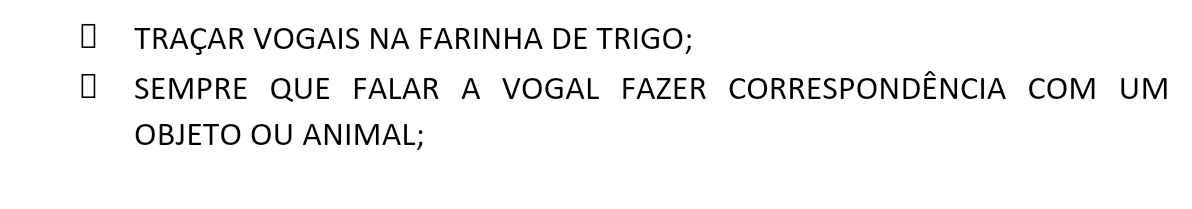 TRAÇAR VOGAIS NA FARINHA DE TRIGO;
SEMPRE QUE FALAR A VOGAL FAZER CORRESPONDÊNCIA COM UM
OBJETO OU ANIMAL;